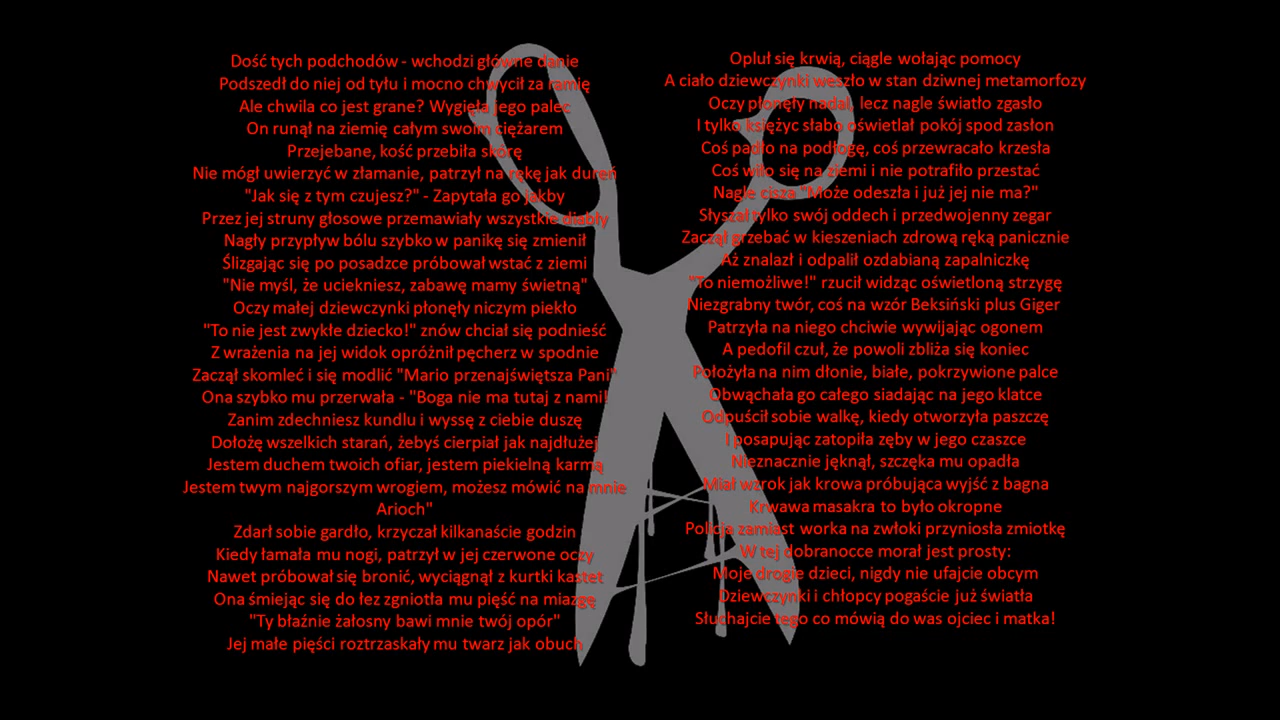 Dość tych podchodów - wchodzi główne danie
Podszedł do niej od tyłu i mocno chwycił za ramię
Ale chwila co jest grane? Wygięła jego palec
On runął na ziemię całym swoim ciężarem
Przejebane, kość przebiła skórę
Nie mógł uwierzyć w złamanie, patrzył na rękę jak dureń
"Jak się z tym czujesz?" - Zapytała go jakby
Przez jej struny głosowe przemawiały wszystkie diabły
Nagły przypływ bólu szybko w panikę się zmienił
Ślizgając się po posadzce próbował wstać z ziemi
"Nie myśl, że uciekniesz, zabawę mamy świetną"
Oczy małej dziewczynki płonęły niczym piekło
"To nie jest zwykłe dziecko!" znów chciał się podnieść
Z wrażenia na jej widok opróżnił pęcherz w spodnie
Zaczął skomleć i się modlić "Mario przenajświętsza Pani"
Ona szybko mu przerwała - "Boga nie ma tutaj z nami!
Zanim zdechniesz kundlu i wyssę z ciebie duszę
Dołożę wszelkich starań, żebyś cierpiał jak najdłużej
Jestem duchem twoich ofiar, jestem piekielną karmą
Jestem twym najgorszym wrogiem, możesz mówić na mnie
Arioch"
Zdarł sobie gardło, krzyczał kilkanaście godzin
Kiedy łamała mu nogi, patrzył w jej czerwone oczy
Nawet próbował się bronić, wyciągnął z kurtki kastet
Ona śmiejąc się do łez zgniotła mu pięść na miazgę
"Ty błaźnie żałosny bawi mnie twój opór"
Jej małe pięści roztrzaskały mu twarz jak obuch
Opluł się krwią, ciągle wołając pomocy
A ciało dziewczynki weszło w stan dziwnej metamorfozy
Oczy płonęły nadal, lecz nagle światło zgasło
I tylko księżyc słabo oświetlał pokój spod zasłon
Coś padło na podłogę, coś przewracało krzesła
Coś wiło się na ziemi i nie potrafiło przestać
Nagle cisza "Może odeszła i już jej nie ma?"
Słyszał tylko swój oddech i przedwojenny zegar
Zaczął grzebać w kieszeniach zdrową ręką panicznie
Aż znalazł i odpalił ozdabianą zapalniczkę
"To niemożliwe!" rzucił widząc oświetloną strzygę
Niezgrabny twór, coś na wzór Beksiński plus Giger
Patrzyła na niego chciwie wywijając ogonem
A pedofil czuł, że powoli zbliża się koniec
Położyła na nim dłonie, białe, pokrzywione palce
Obwąchała go całego siadając na jego klatce
Odpuścił sobie walkę, kiedy otworzyła paszczę
I posapując zatopiła zęby w jego czaszce
Nieznacznie jęknął, szczęka mu opadła
Miał wzrok jak krowa próbująca wyjść z bagna
Krwawa masakra to było okropne
Policja zamiast worka na zwłoki przyniosła zmiotkę
W tej dobranocce morał jest prosty:
Moje drogie dzieci, nigdy nie ufajcie obcym
Dziewczynki i chłopcy pogaście już światła
Słuchajcie tego co mówią do was ojciec i matka!